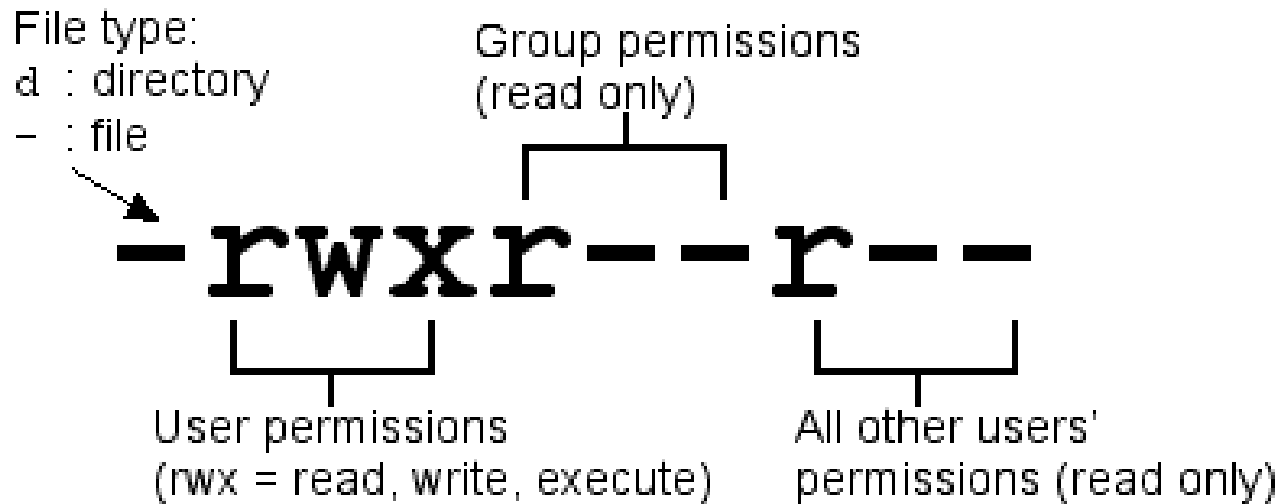 File type:
d : directory
- : file
Group permissions
(read only)
-rwxr--r--
User permissions
(rwx = read, write, execute)
All other users'
permissions (read only)